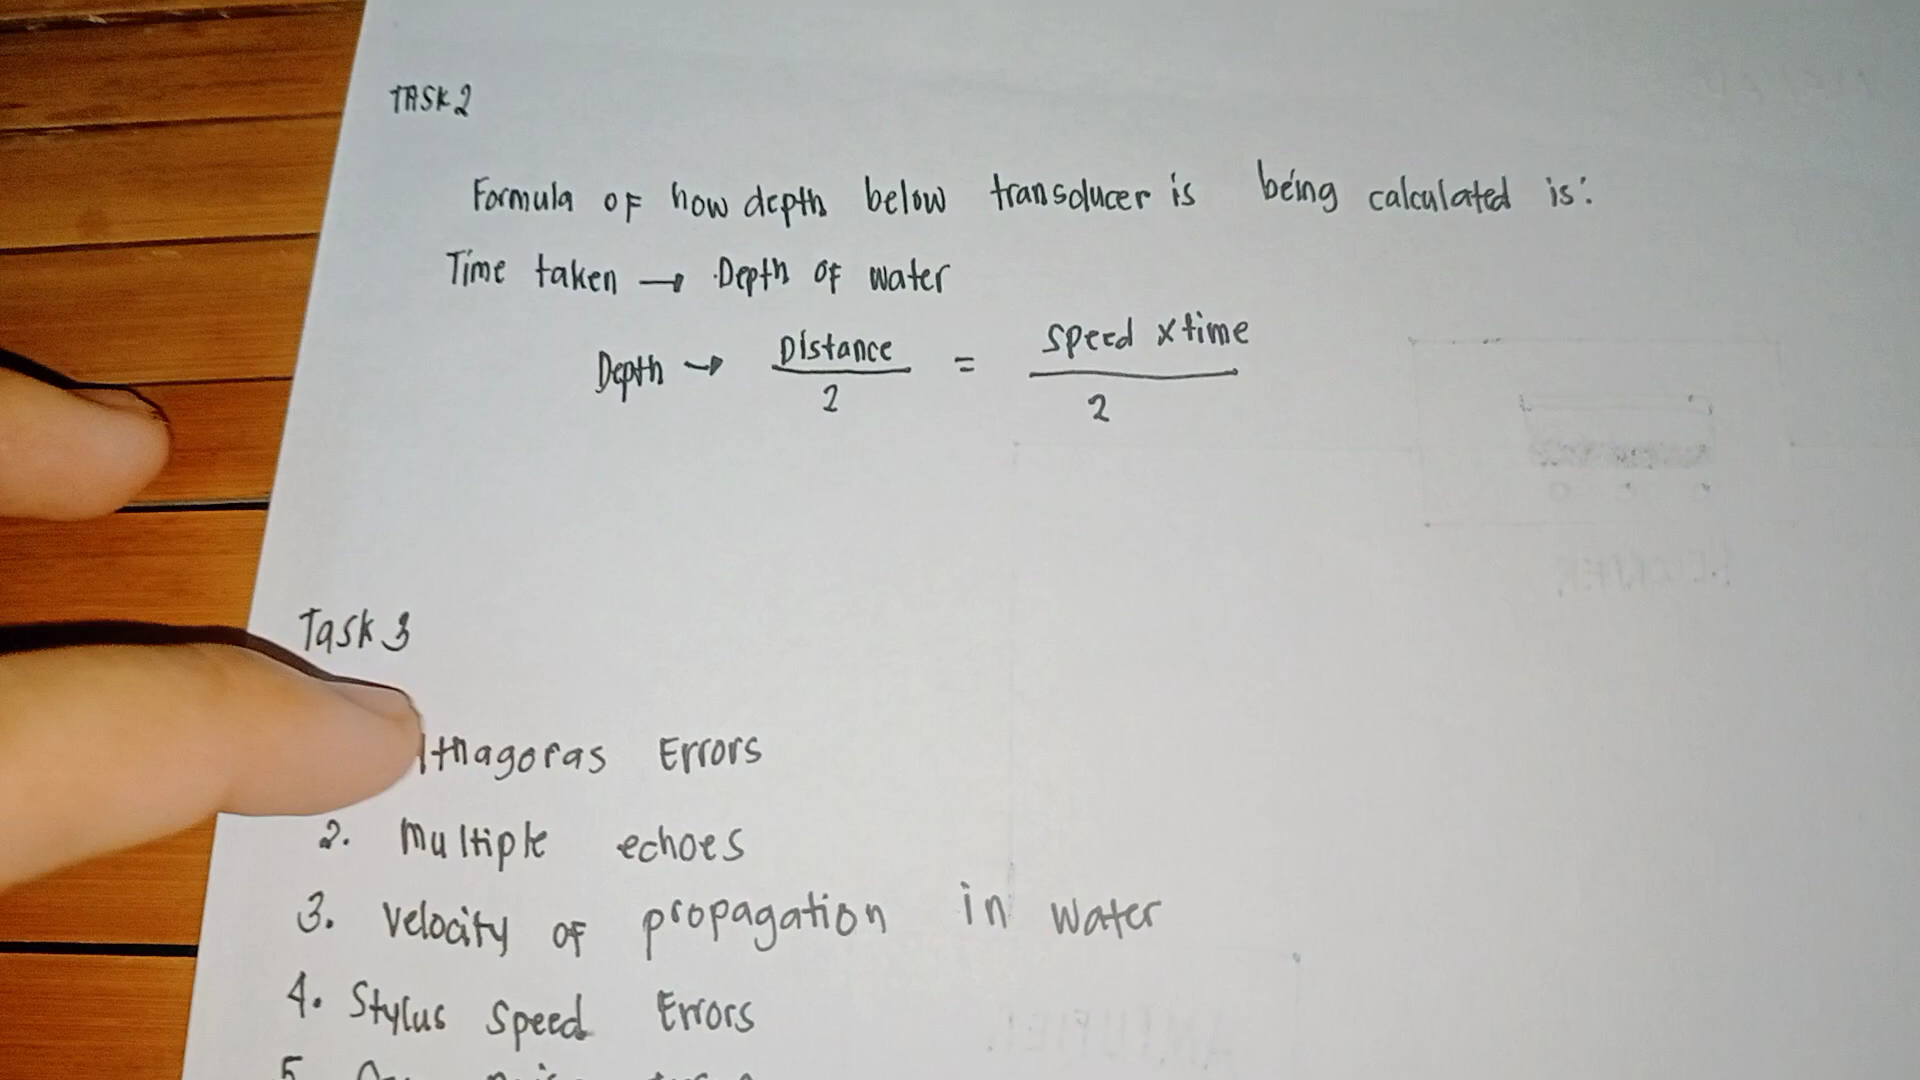 TASK 2
Formula of how depth below transducer is being calculated is:
Time taken → Depth of water
Depth → Distance/2 = speed x time/2
Task 3
thagoras Errors
2. Multiple echoes
3. Velocity of propagation in water
4. Stylus Speed Errors
5.